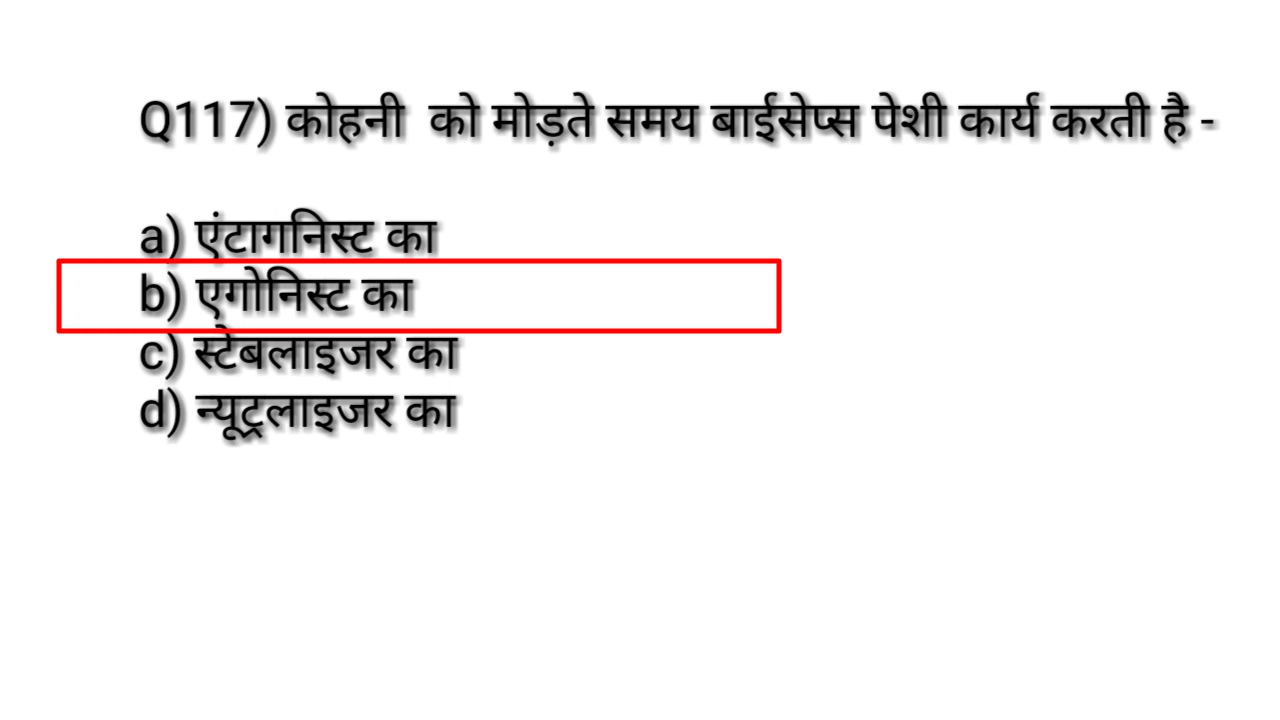 Q117) कोहनी  को मोड़ते समय बाईसेप्स पेशी कार्य करती है -
a) एंटागनिस्ट का
b) एगोनिस्ट का
c) स्टेबलाइजर का
d) न्यूट्रलाइजर का